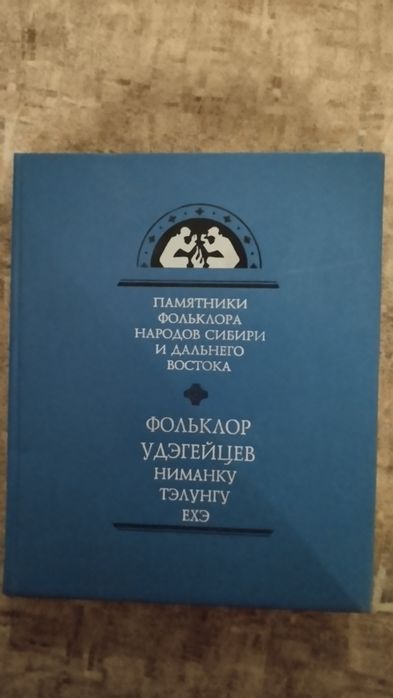 ПАМЯТНИКИ
ФОЛЬКЛОРА
НАРОДОВ СИБИРИ
И ДАЛЬНЕГО
ВОСТОКА
ФОЛЬКЛОР
УДЭГЕЙЦЕВ
НИМАНКУ
ТЭЛУНГУ
ЕХЭ